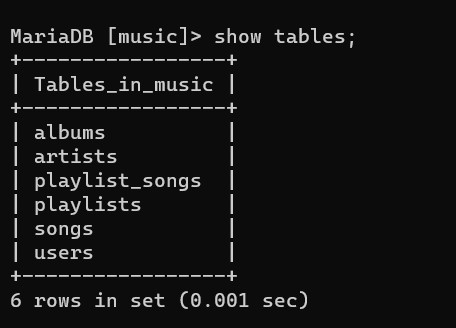 MariaDB [music]> show tables;
+-----------------+
| Tables_in_music |
+-----------------+
| albums          |
| artists         |
| playlist_songs  |
| playlists       |
| songs           |
| users           |
+-----------------+
6 rows in set (0.001 sec)